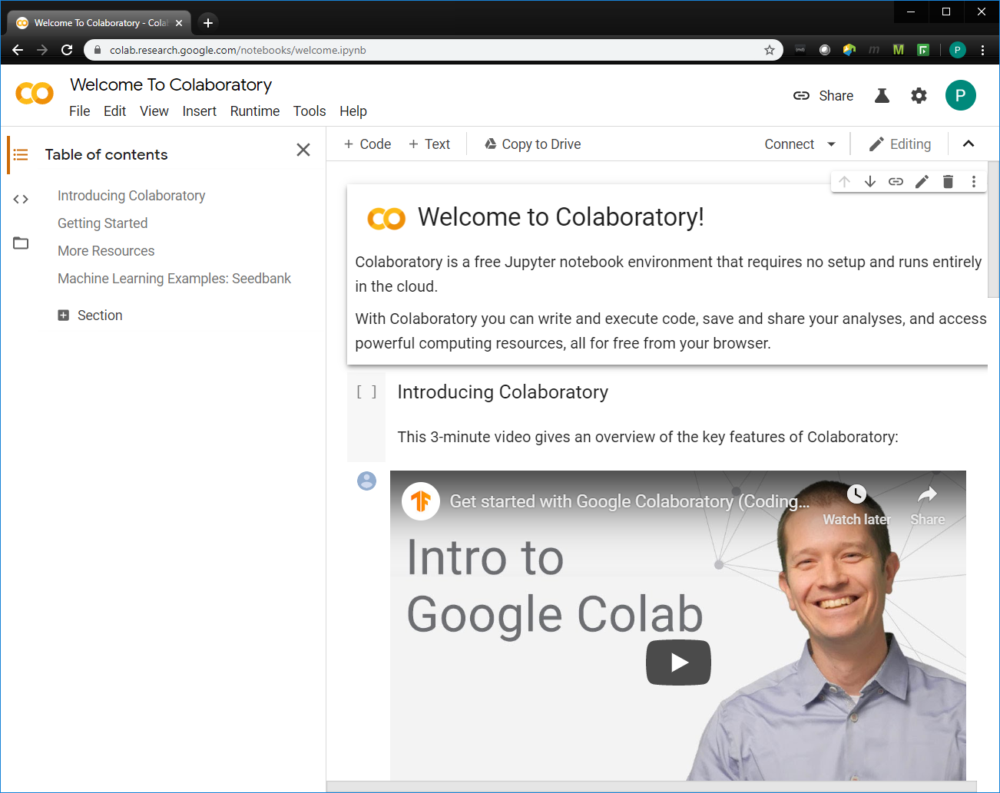 Welcome To Colaboratory - Cola
colab.research.google.com/notebooks/welcome.ipynb
P
Welcome To Colaboratory
File Edit View Insert Runtime Tools Help
Share
P
Table of contents
Introducing Colaboratory
Getting Started
More Resources
Machine Learning Examples: Seedbank
Section
+ Code + Text Copy to Drive Connect Editing
Welcome to Colaboratory!
Colaboratory is a free Jupyter notebook environment that requires no setup and runs entirely
in the cloud.
With Colaboratory you can write and execute code, save and share your analyses, and access
powerful computing resources, all for free from your browser.
[ ] Introducing Colaboratory
This 3-minute video gives an overview of the key features of Colaboratory:
Get started with Google Colaboratory (Coding...
Watch later Share
Intro to
Google Colab